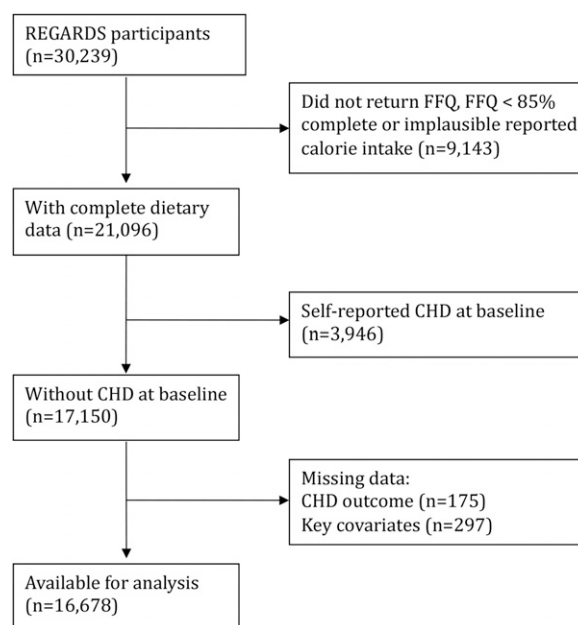 REGARDS participants
(n=30,239)
Did not return FFQ, FFQ < 85%
complete or implausible reported
calorie intake (n=9,143)
With complete dietary
data (n=21,096)
Self-reported CHD at baseline
(n=3,946)
Without CHD at baseline
(n=17,150)
Missing data:
CHD outcome (n=175)
Key covariates (n=297)
Available for analysis
(n=16,678)